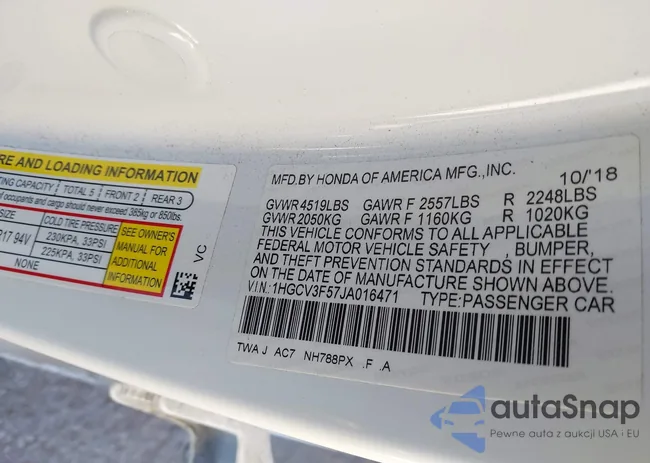 RE AND LOADING INFORMATION
TING CAPACITY TOTAL 5 FRONT 2 REAR 3
of occupants and cargo should never exceed 385kg or 850lbs.
SIZE COLD TIRE PRESSURE
R17 94V 230KPA, 33PSI
225KPA, 33PSI
NONE
SEE OWNER'S
MANUAL FOR
ADDITIONAL
INFORMATION
VC
MFD.BY HONDA OF AMERICA MFG.,INC. 10/'18
GVWR 4519LBS GAWR F 2557LBS R 2248LBS
GVWR 2050KG GAWR F 1160KG R 1020KG
THIS VEHICLE CONFORMS TO ALL APPLICABLE
FEDERAL MOTOR VEHICLE SAFETY , BUMPER,
AND THEFT PREVENTION STANDARDS IN EFFECT
ON THE DATE OF MANUFACTURE SHOWN ABOVE.
V.I.N.:1HGCV3F57JA016471 TYPE:PASSENGER CAR
TWA J AC7 NH788PX .F .A
autaSnap
Pewne auta z aukcji USA i EU